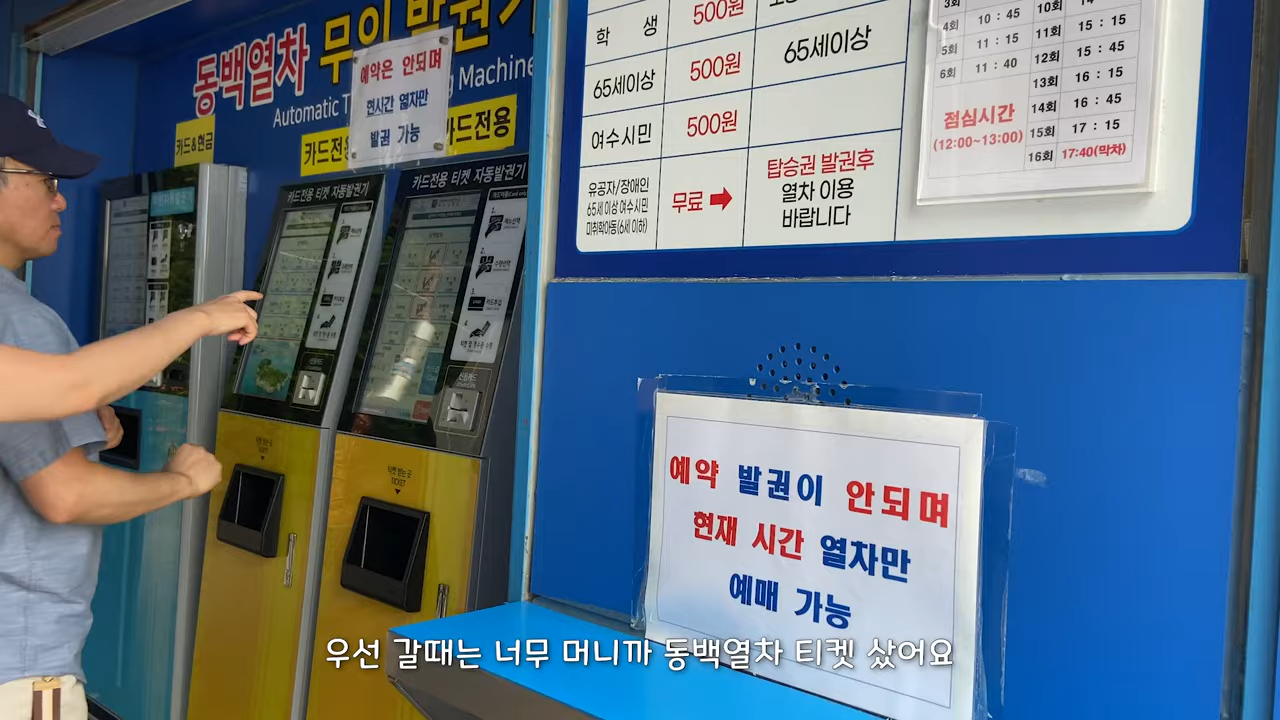 동백열차 무인 발권기
Automatic T
g Machine
예약은 안되며
현시간 열차만
발권 가능
카드&현금
카드전용
카드전용 티켓 자동발권기
카드전용 티켓 자동발권기
티켓 받는 곳
TICKET
학 생 500원
65세이상 500원 65세이상
여수시민 500원
유공자/장애인
65세 이상 여수시민
미취학아동(6세 이하)
무료
탑승권 발권후
열차 이용
바랍니다
3회
4회 10 : 45 10회
5회 11 : 15 11회 15 : 15
6회 11 : 40 12회 15 : 45
13회 16 : 15
14회 16 : 45
15회 17 : 15
16회 17:40(막차)
점심시간
(12:00~13:00)
예약 발권이 안되며
현재 시간 열차만
예매 가능
우선 갈때는 너무 머니까 동백열차 티켓 샀어요